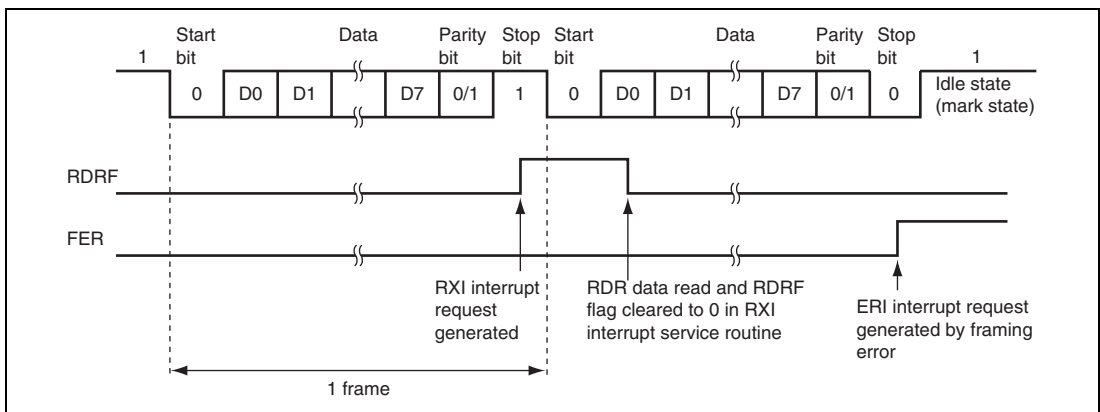 Start bit Data Parity bit Stop bit Start bit Data Parity bit Stop bit
1 1
0 D0 D1 D7 0/1 1 0 D0 D1 D7 0/1 0 Idle state (mark state)
RDRF
FER
RXI interrupt
request
generated
RDR data read and RDRF
flag cleared to 0 in RXI
interrupt service routine
ERI interrupt request
generated by framing
error
1 frame